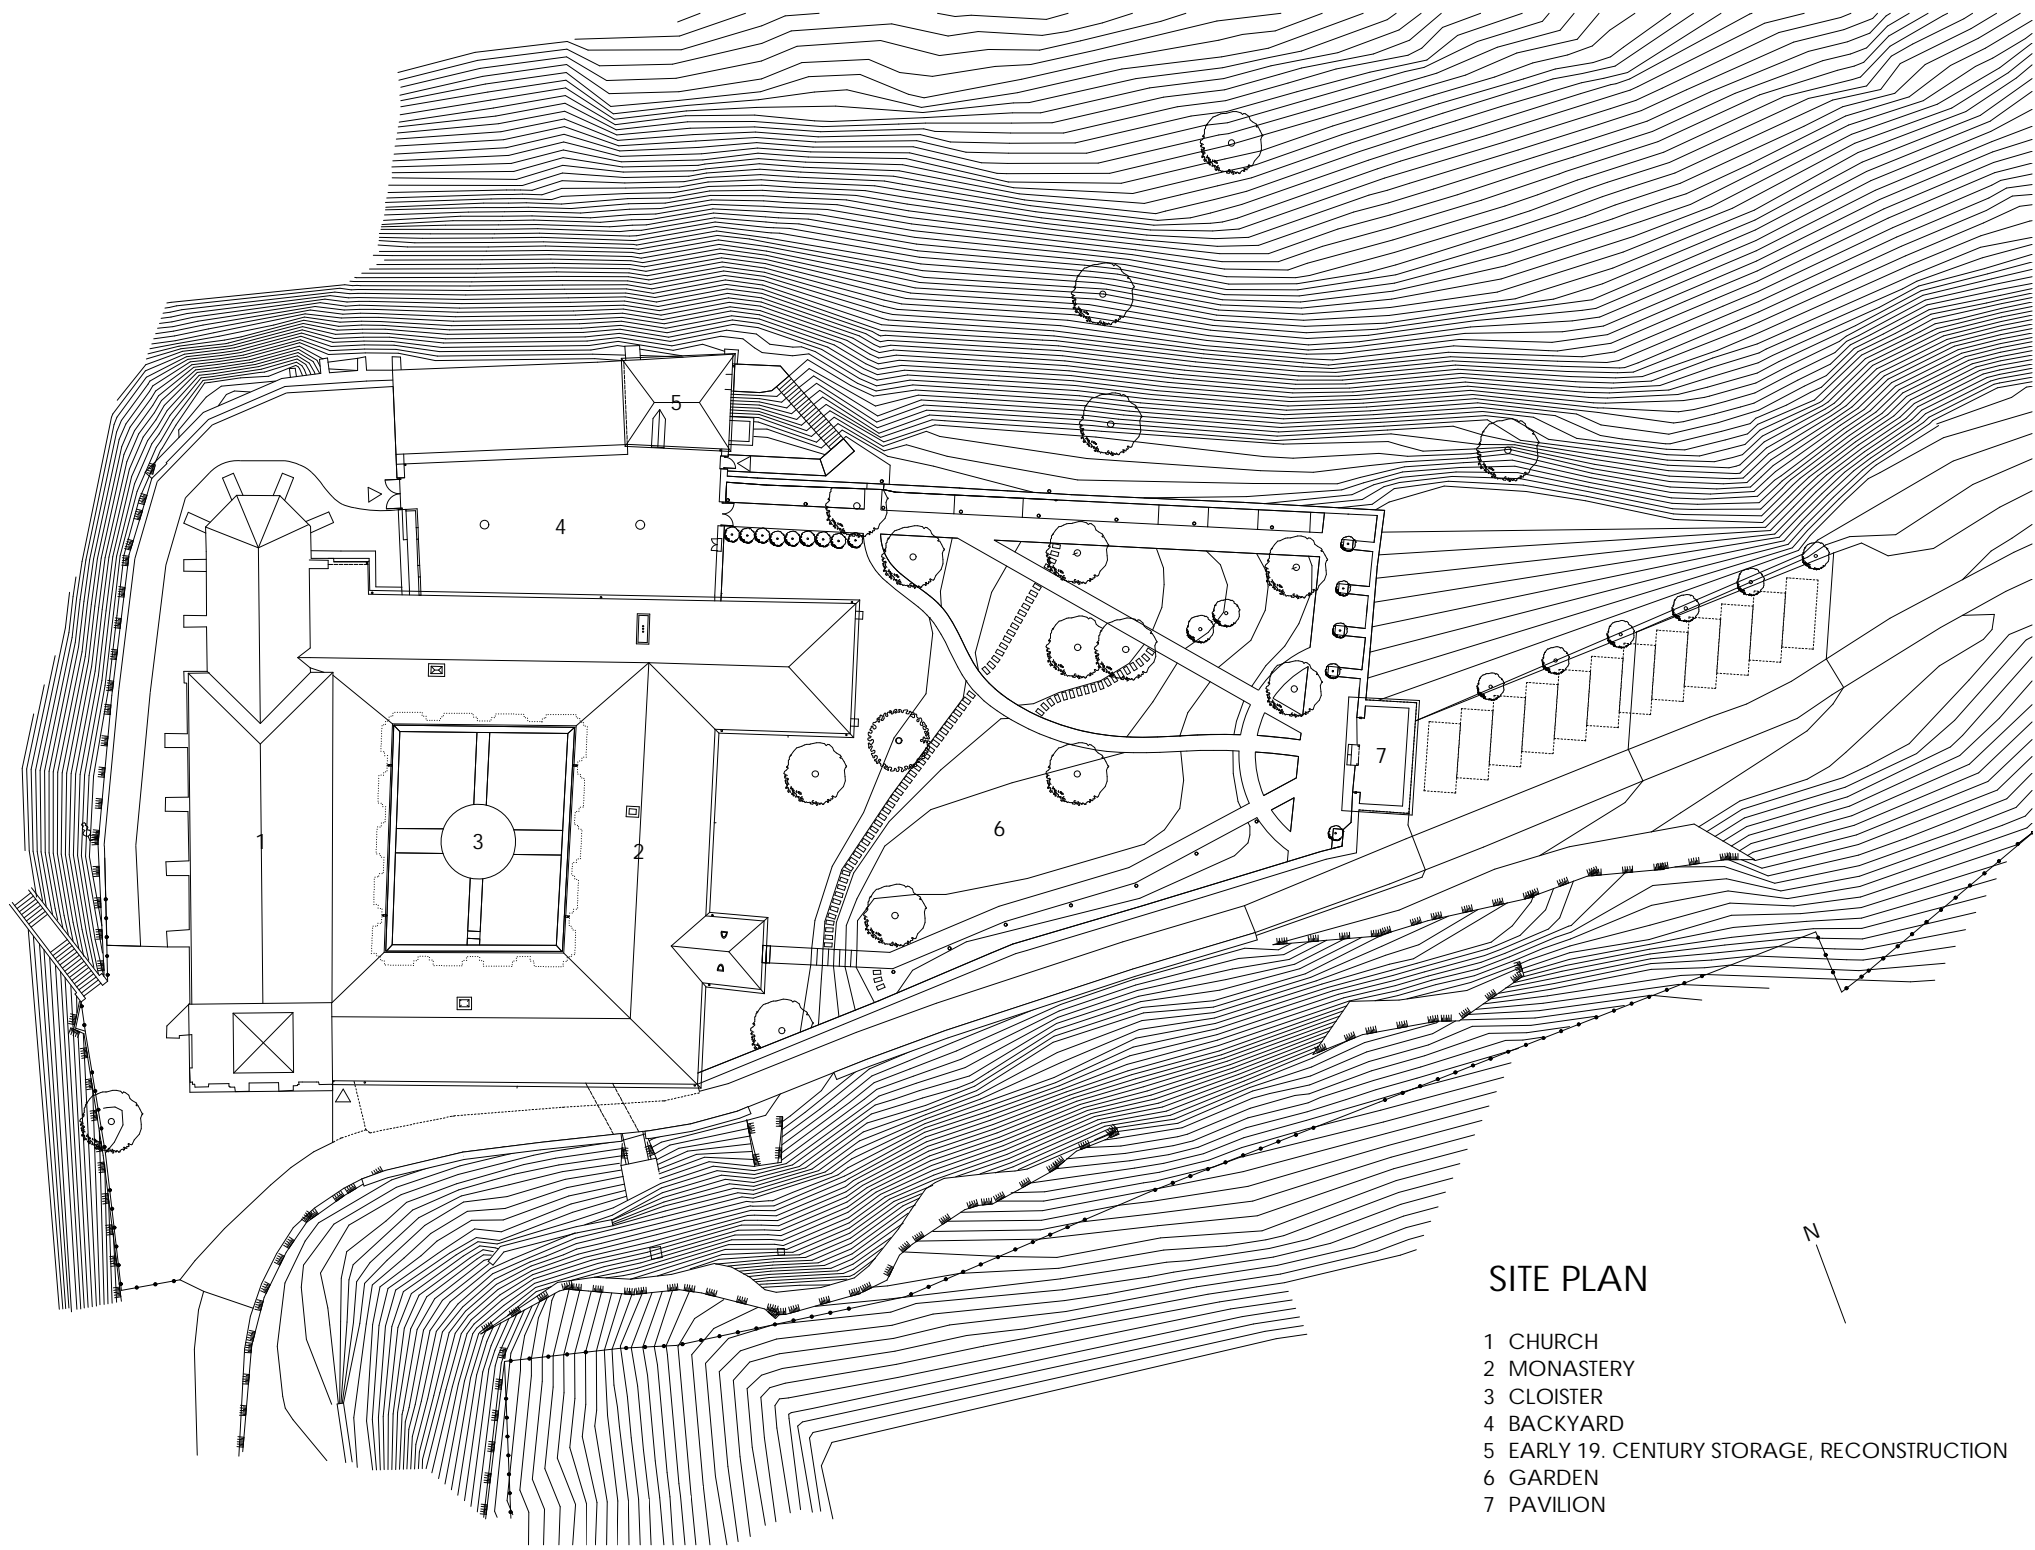 5
4
7
6
1
3
2
N
SITE PLAN
1 CHURCH
2 MONASTERY
3 CLOISTER
4 BACKYARD
5 EARLY 19. CENTURY STORAGE, RECONSTRUCTION
6 GARDEN
7 PAVILION